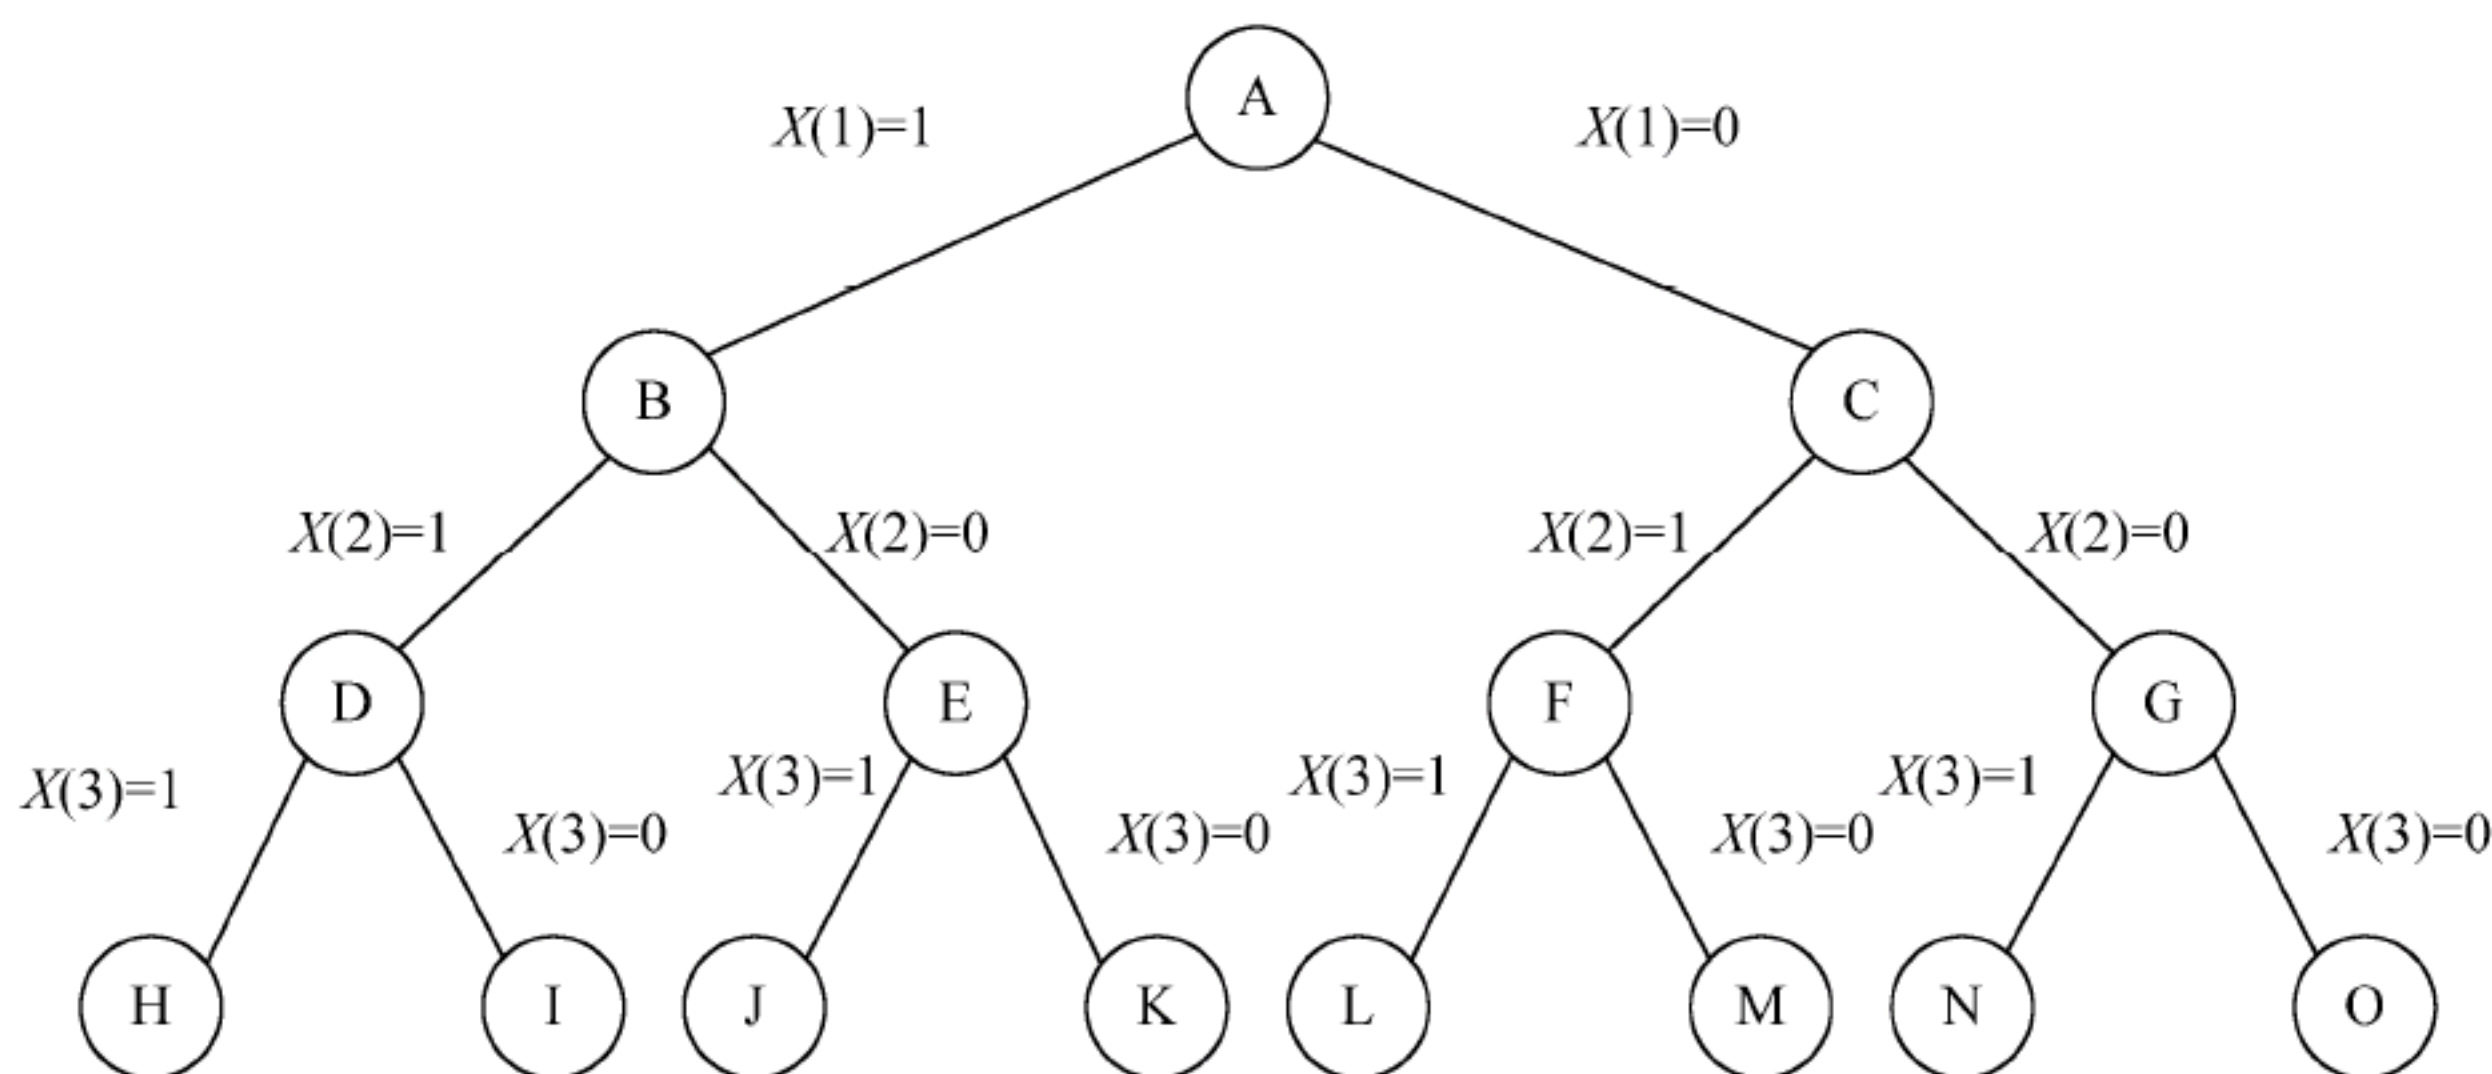 A
X(1)=1
X(1)=0
B
C
X(2)=1
X(2)=0
X(2)=1
X(2)=0
D
E
F
G
X(3)=1
X(3)=0
X(3)=1
X(3)=0
X(3)=1
X(3)=0
X(3)=1
X(3)=0
H
I
J
K
L
M
N
O